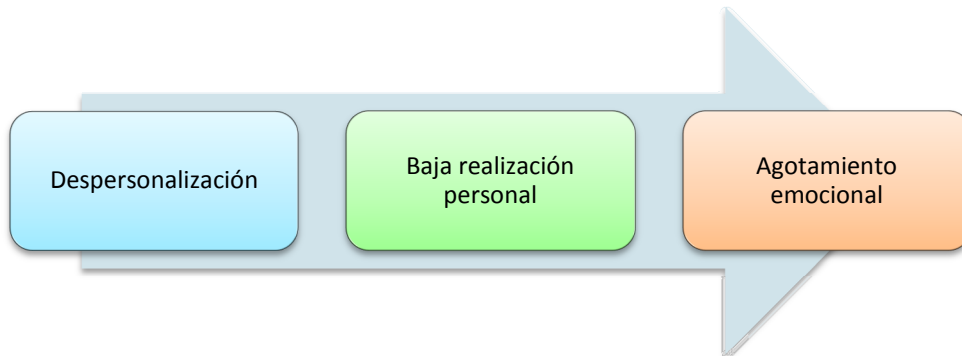 Despersonalización
Baja realización
personal
Agotamiento
emocional